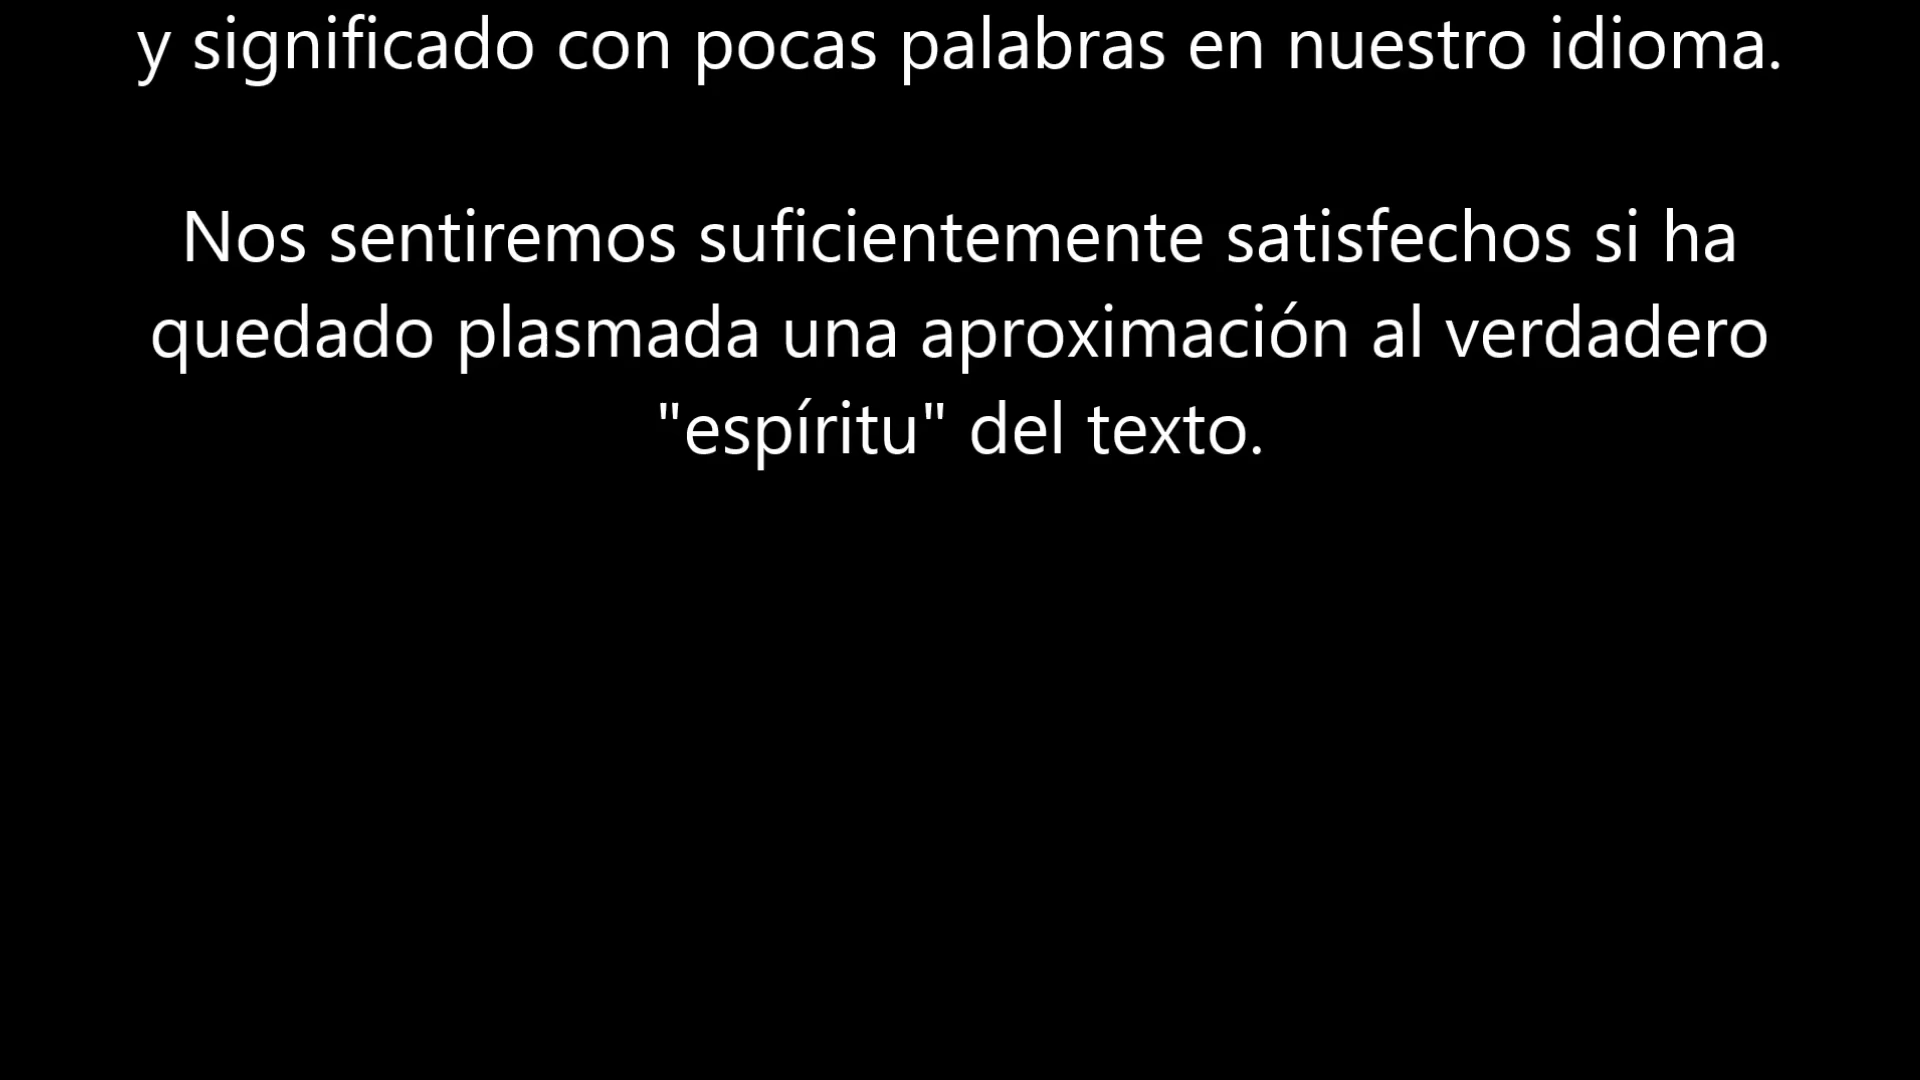 y significado con pocas palabras en nuestro idioma.
Nos sentiremos suficientemente satisfechos si ha
quedado plasmada una aproximación al verdadero
"espíritu" del texto.